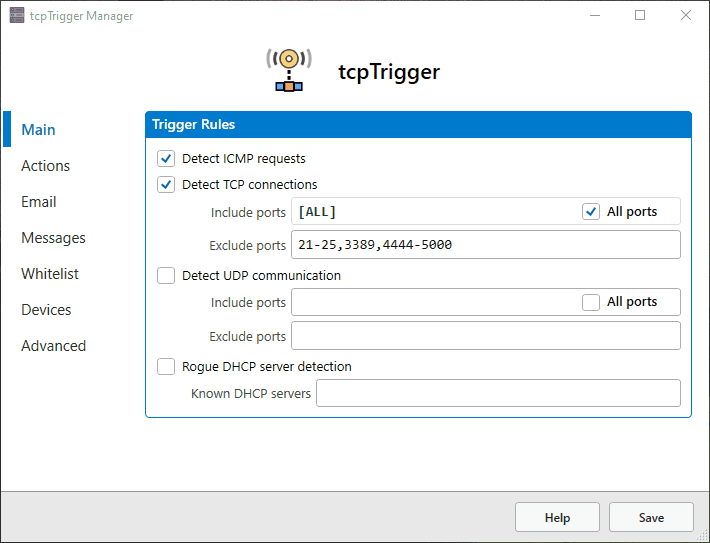 tcpTrigger Manager
tcpTrigger
Main
Actions
Email
Messages
Whitelist
Devices
Advanced
Trigger Rules
Detect ICMP requests
Detect TCP connections
Include ports [ALL] All ports
Exclude ports 21-25,3389,4444-5000
Detect UDP communication
Include ports All ports
Exclude ports
Rogue DHCP server detection
Known DHCP servers
Help Save